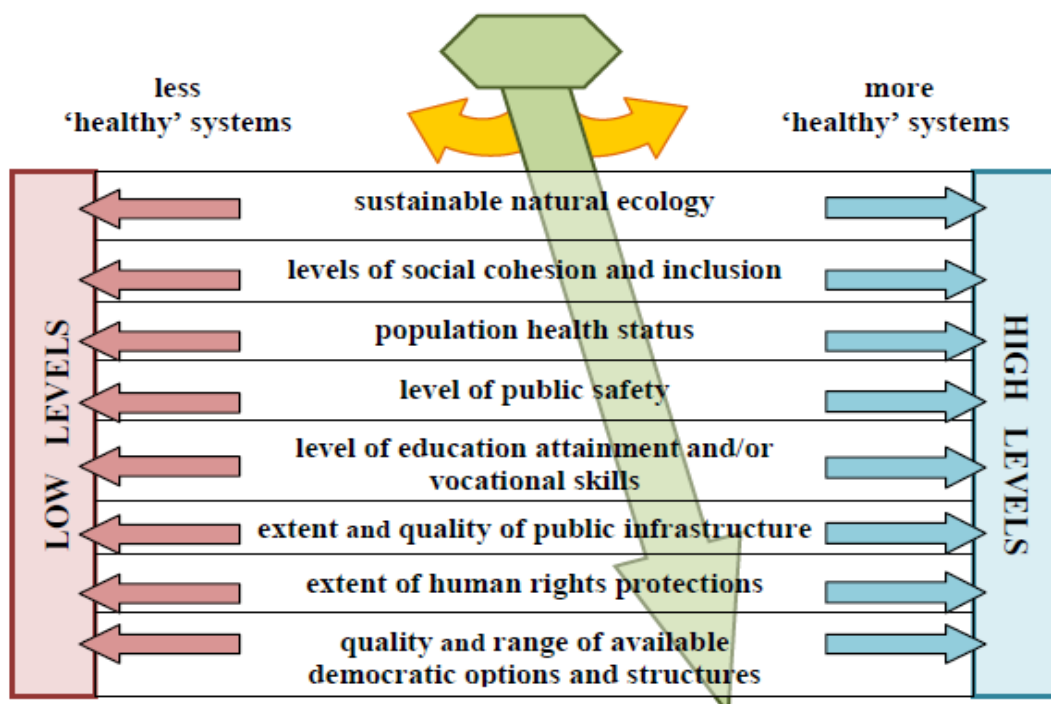 less
‘healthy’ systems
more
‘healthy’ systems
LOW LEVELS
sustainable natural ecology
levels of social cohesion and inclusion
population health status
level of public safety
level of education attainment and/or
vocational skills
extent and quality of public infrastructure
extent of human rights protections
quality and range of available
democratic options and structures
HIGH LEVELS